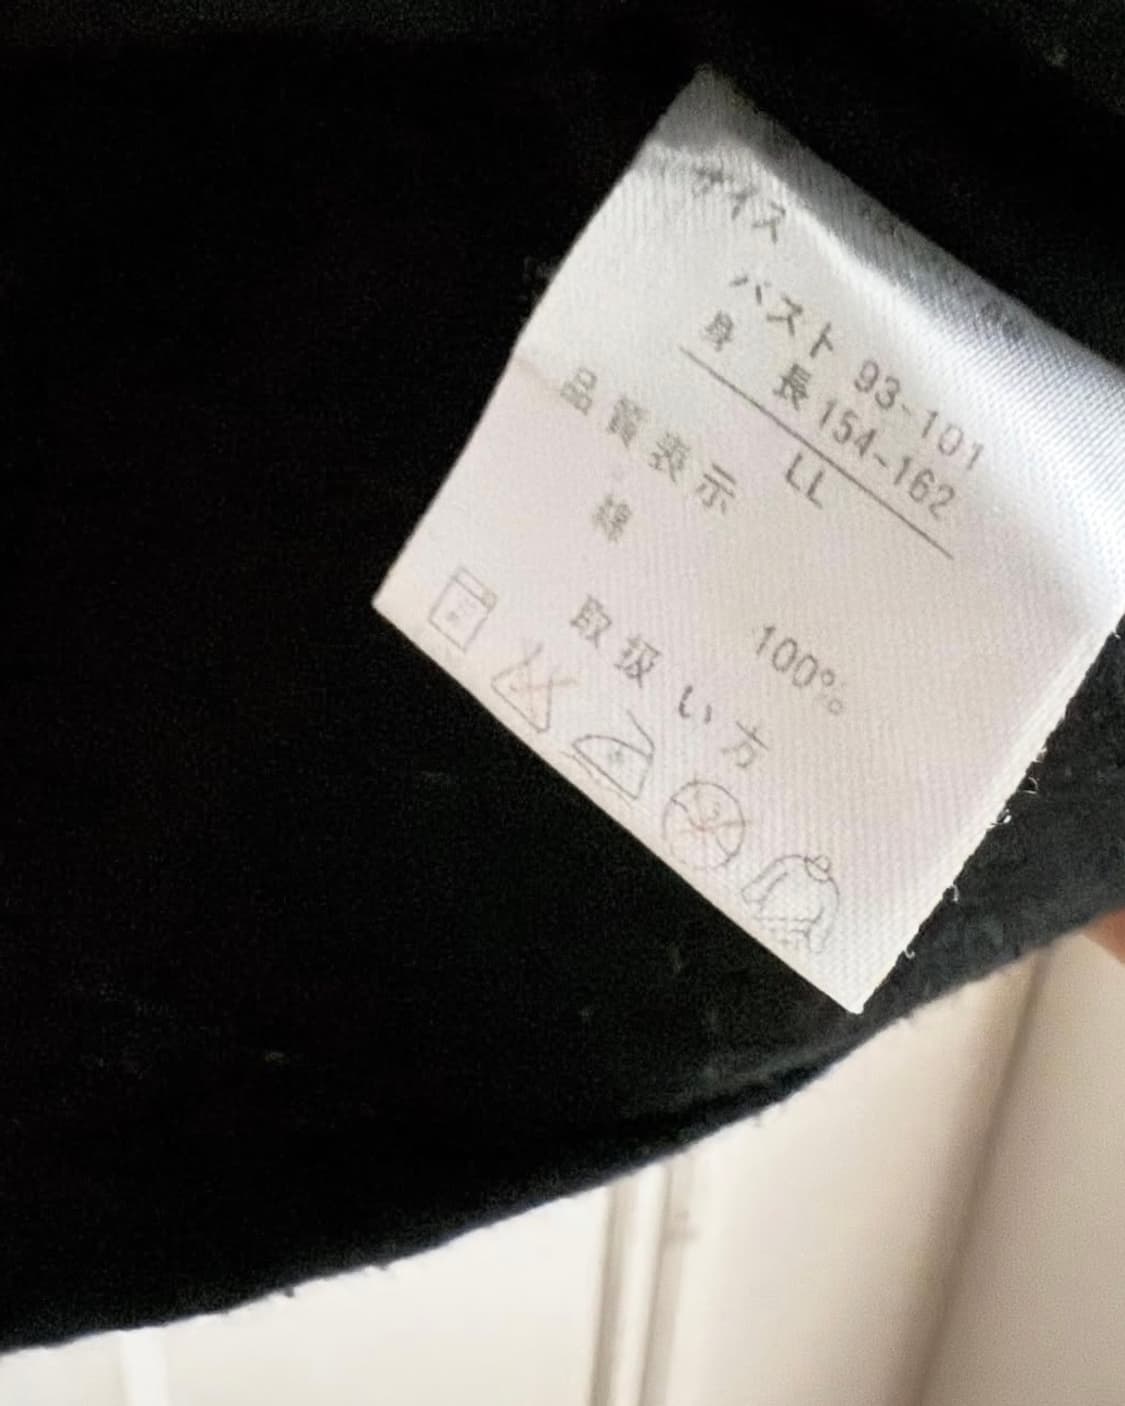 サイズ
バスト 93-101
身長 154-162
LL
品質表示
綿 100%
取扱い方